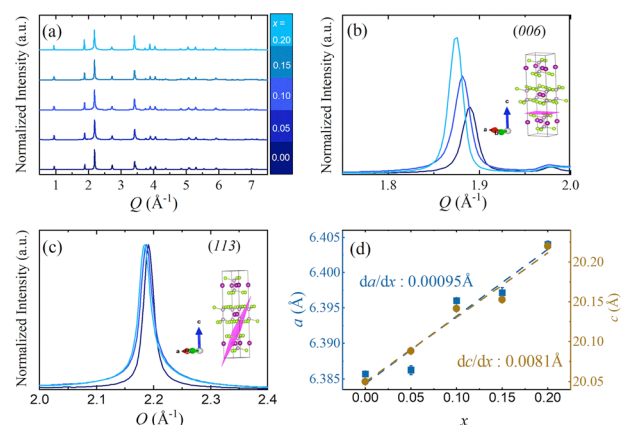 (a)
x =
0.20
0.15
0.10
0.05
0.00
Normalized Intensity (a.u.)
1 2 3 4 5 6 7
Q (Å-1)
(b)
(006)
c
a
Normalized Intensity (a.u.)
1.8 1.9 2.0
Q (Å-1)
(c)
(113)
c
a
Normalized Intensity (a.u.)
2.0 2.1 2.2 2.3 2.4
Q (Å-1)
(d)
6.405
6.400
6.395
6.390
6.385
a (Å)
da/dx : 0.00095Å
dc/dx : 0.0081Å
20.20
20.15
20.10
20.05
c (Å)
0.00 0.05 0.10 0.15 0.20
x